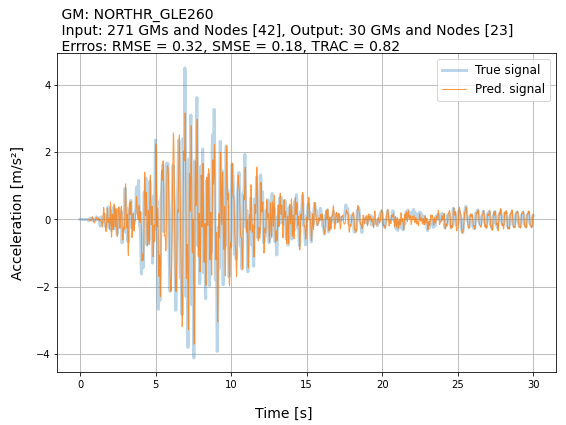 GM: NORTHR_GLE260
Input: 271 GMs and Nodes [42], Output: 30 GMs and Nodes [23]
Errros: RMSE = 0.32, SMSE = 0.18, TRAC = 0.82
True signal
Pred. signal
Acceleration [m/s²]
4
2
0
−2
−4
0 5 10 15 20 25 30
Time [s]